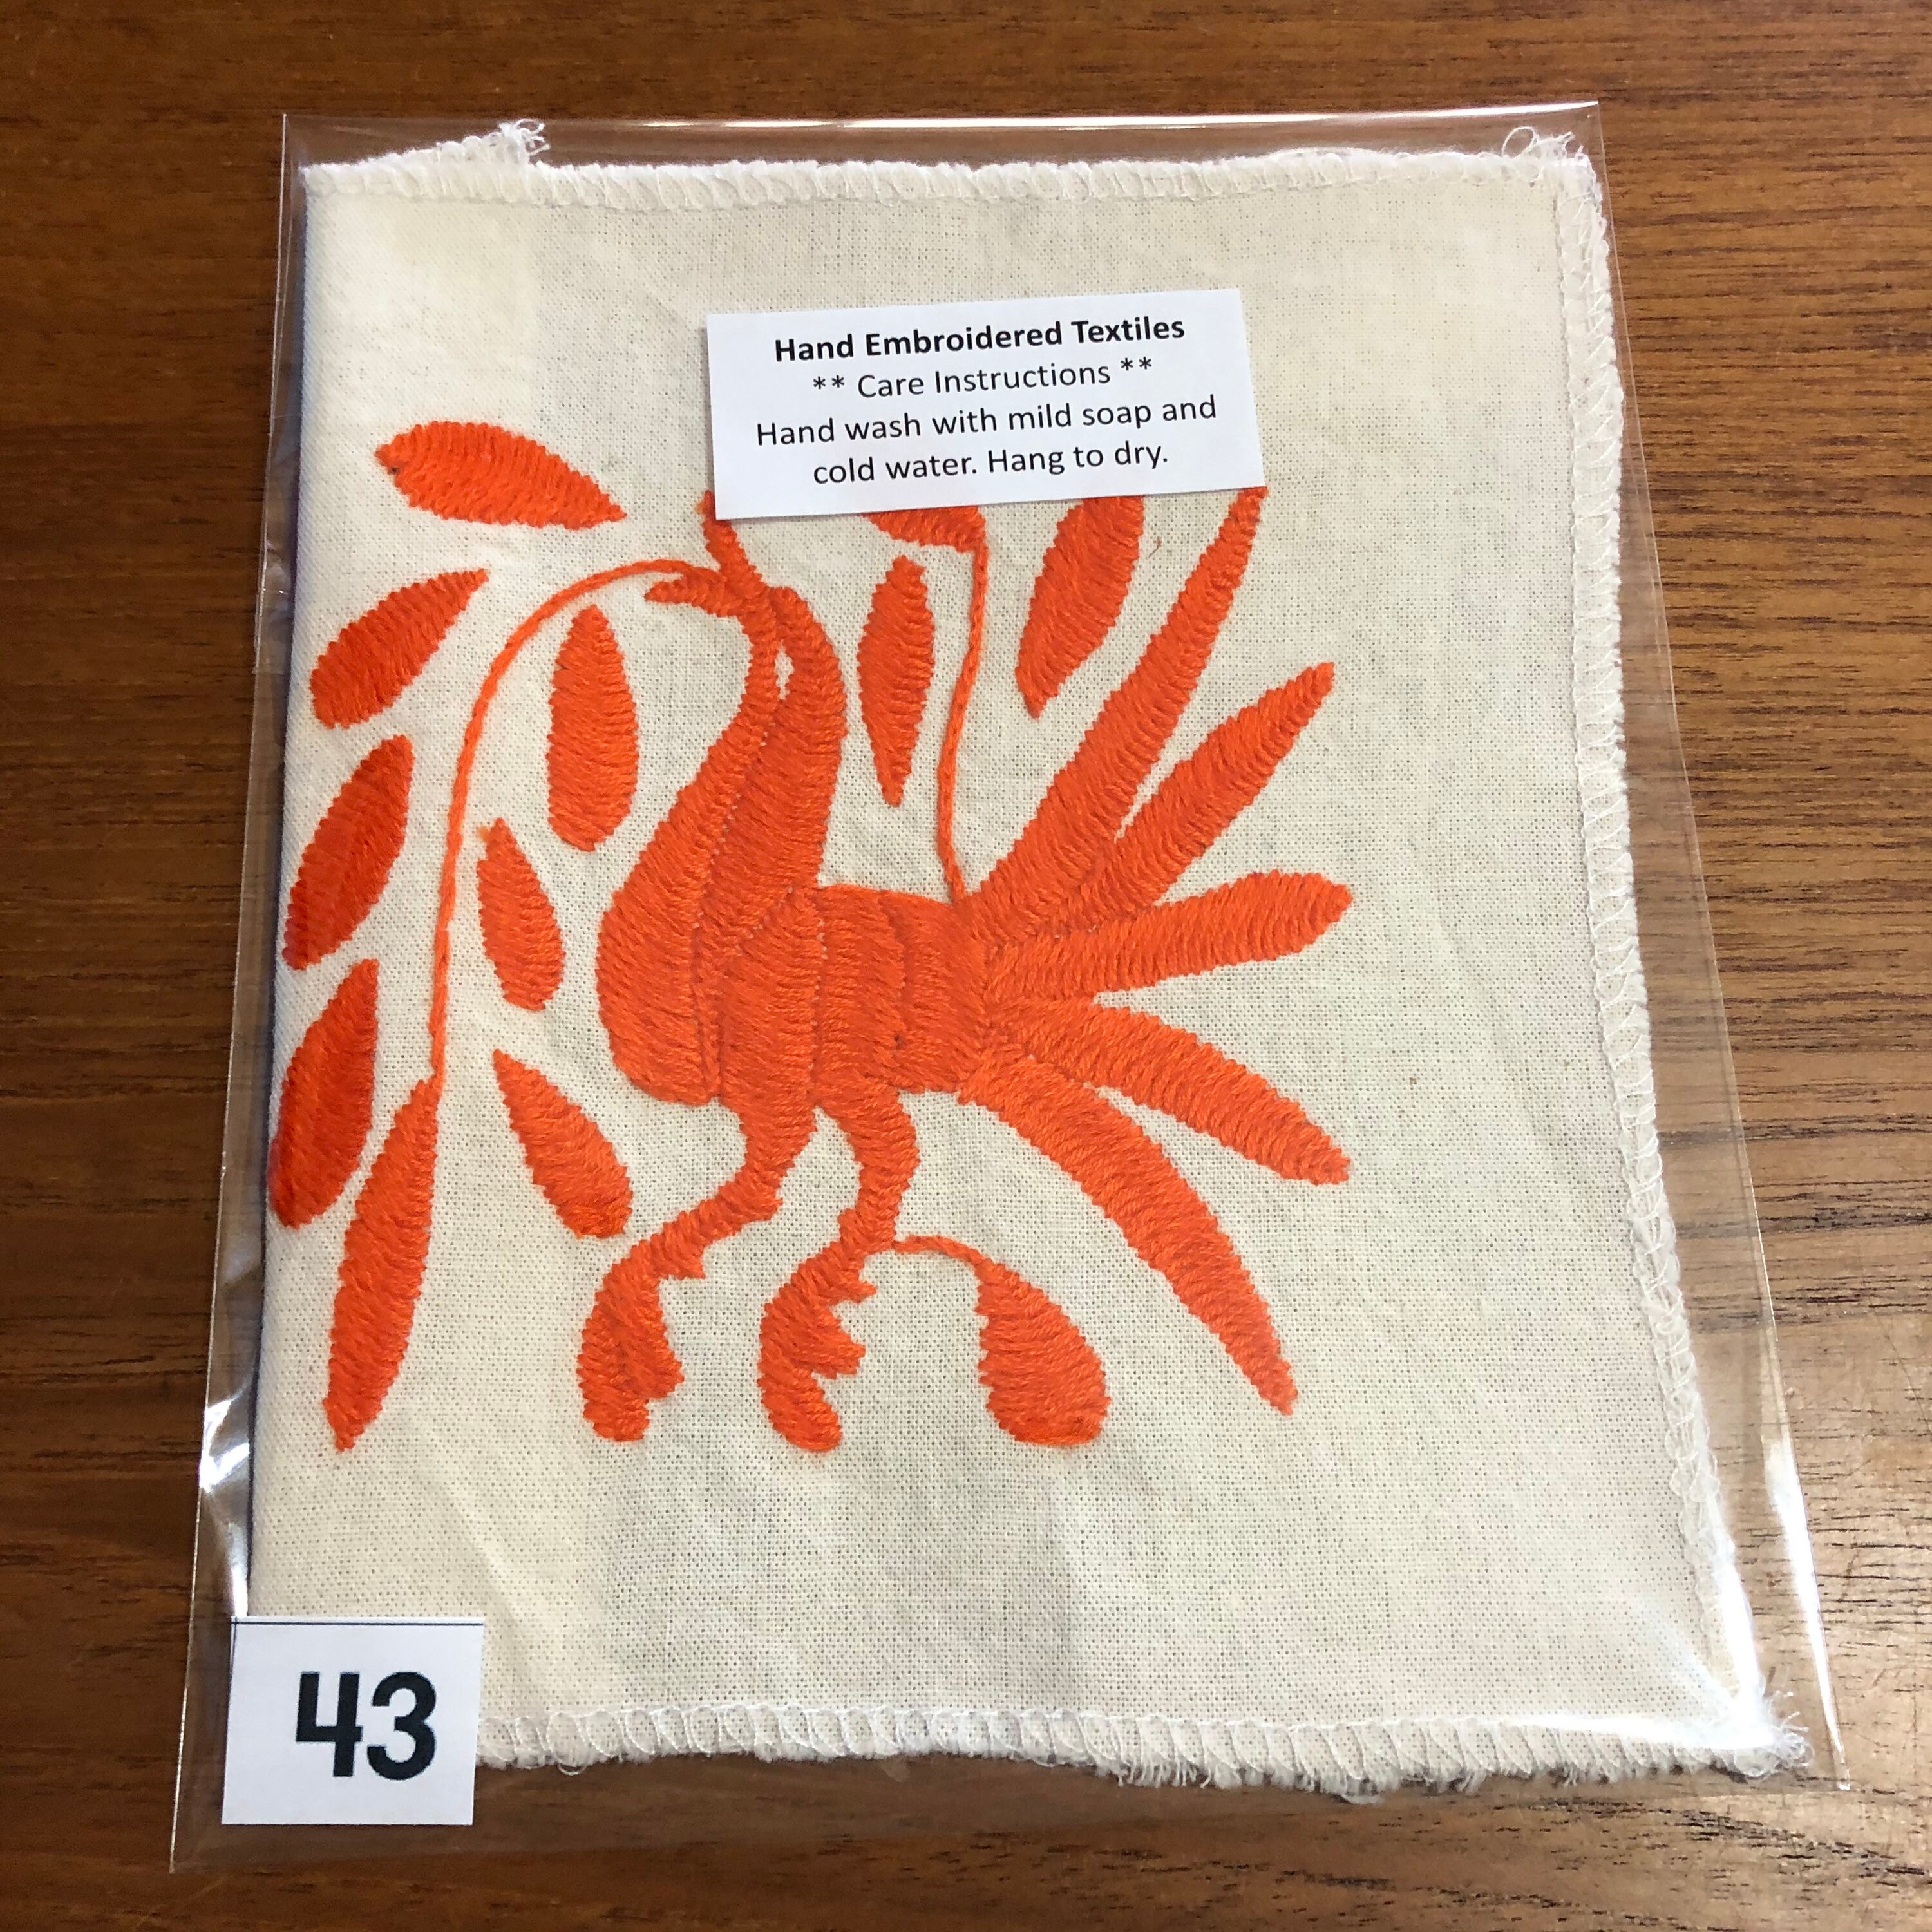 Hand Embroidered Textiles
** Care Instructions **
Hand wash with mild soap and
cold water. Hang to dry.
43